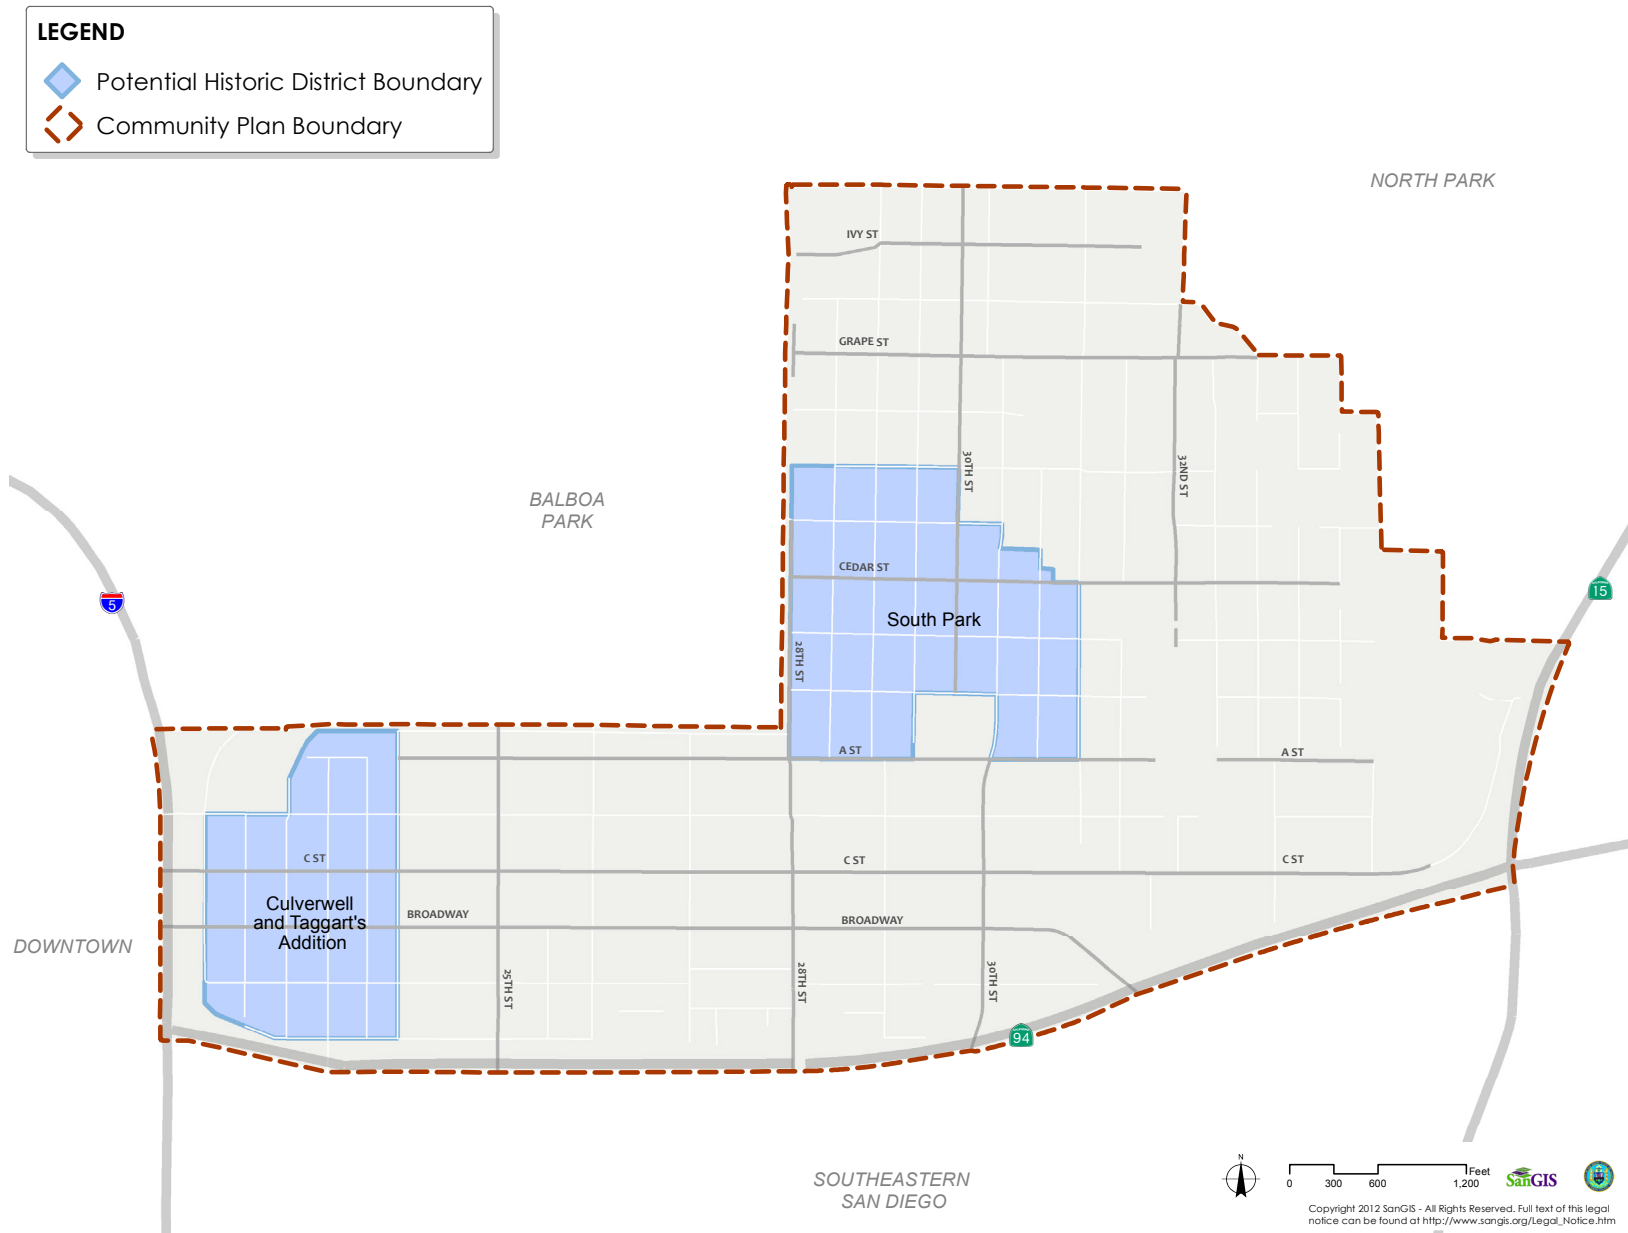 LEGEND
Potential Historic District Boundary
Community Plan Boundary
NORTH PARK
IVY ST
GRAPE ST
30TH ST
32ND ST
BALBOA
PARK
CEDAR ST
5
15
South Park
28TH ST
A ST
A ST
C ST
C ST
C ST
Culverwell
and Taggart's
Addition
BROADWAY
BROADWAY
DOWNTOWN
25TH ST
28TH ST
30TH ST
94
SOUTHEASTERN
SAN DIEGO
N
Feet
0 300 600 1,200
SanGIS
Copyright 2012 SanGIS - All Rights Reserved. Full text of this legal
notice can be found at http://www.sangis.org/Legal_Notice.htm